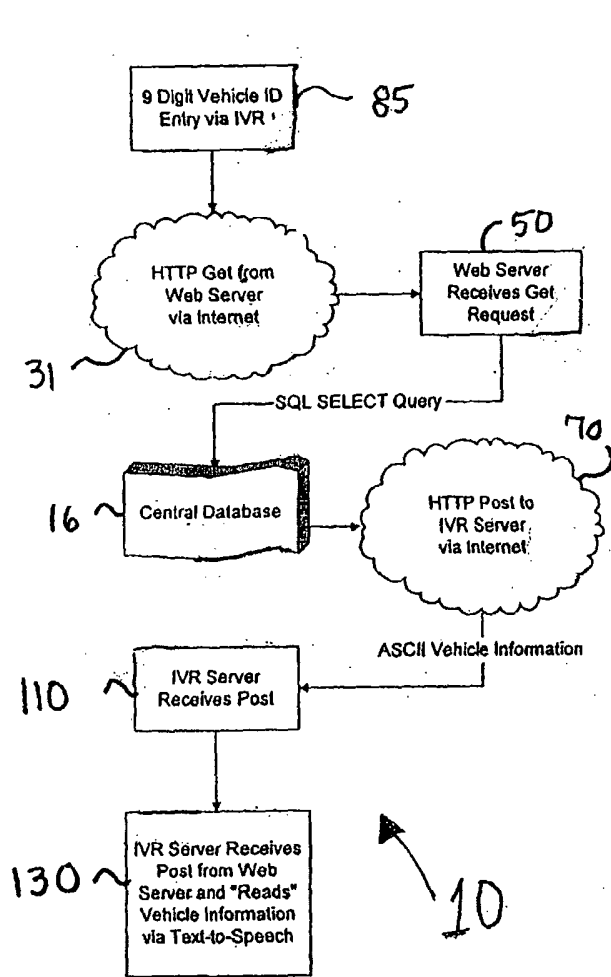 9 Digit Vehicle ID
Entry via IVR
85
HTTP Get from
Web Server
via Internet
31
50
Web Server
Receives Get
Request
SQL SELECT Query
16
Central Database
70
HTTP Post to
IVR Server
via Internet
ASCII Vehicle Information
110
IVR Server
Receives Post
130
IVR Server Receives
Post from Web
Server and "Reads"
Vehicle Information
via Text-to-Speech
10